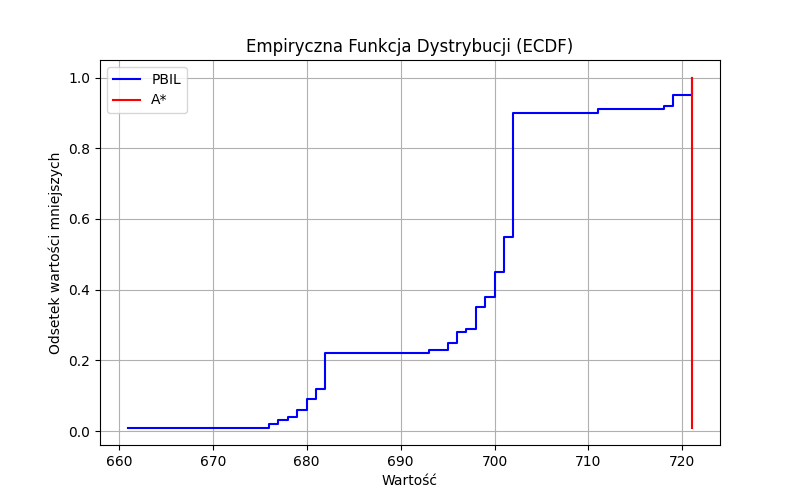 Empiryczna Funkcja Dystrybucji (ECDF)
PBIL
A*
Odsetek wartości mniejszych
1.0
0.8
0.6
0.4
0.2
0.0
660 670 680 690 700 710 720
Wartość